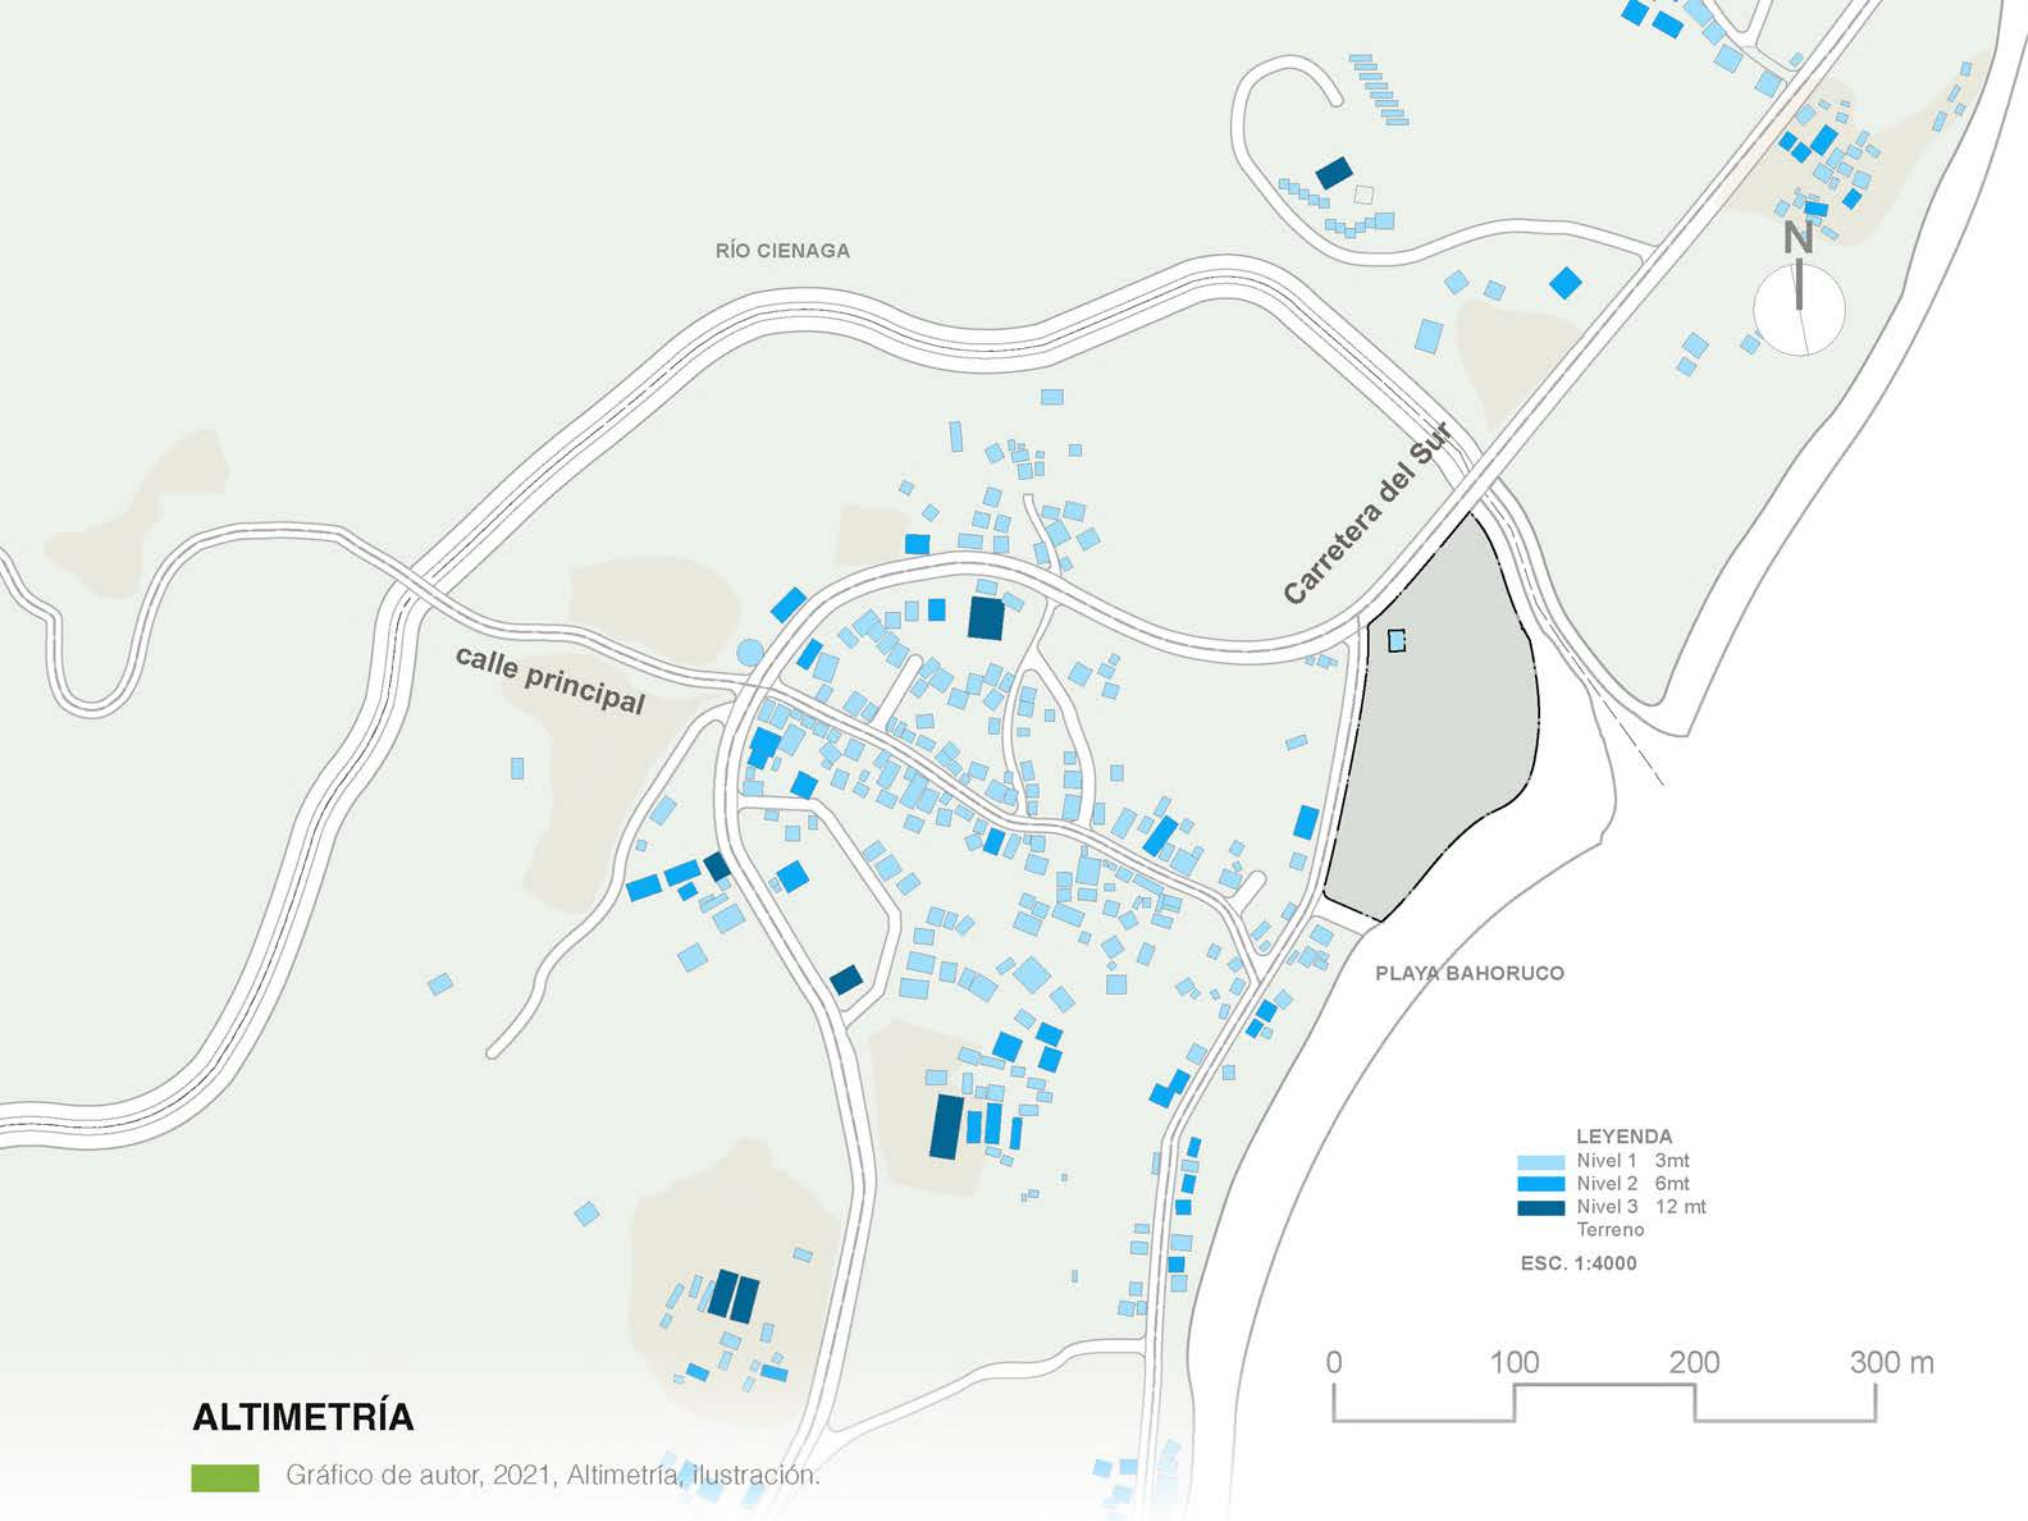 N
RÍO CIENAGA
Carretera del Sur
calle principal
PLAYA BAHORUCO
LEYENDA
Nivel 1 3mt
Nivel 2 6mt
Nivel 3 12 mt
Terreno
ESC. 1:4000
0 100 200 300 m
ALTIMETRÍA
Gráfico de autor, 2021, Altimetría, ilustración.